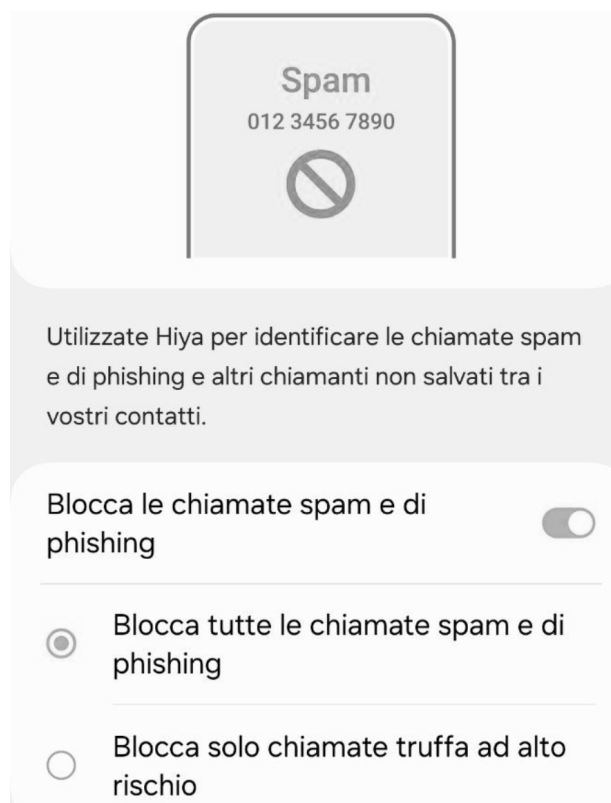 Spam
012 3456 7890
Utilizzate Hiya per identificare le chiamate spam
e di phishing e altri chiamanti non salvati tra i
vostri contatti.
Blocca le chiamate spam e di
phishing
Blocca tutte le chiamate spam e di
phishing
Blocca solo chiamate truffa ad alto
rischio